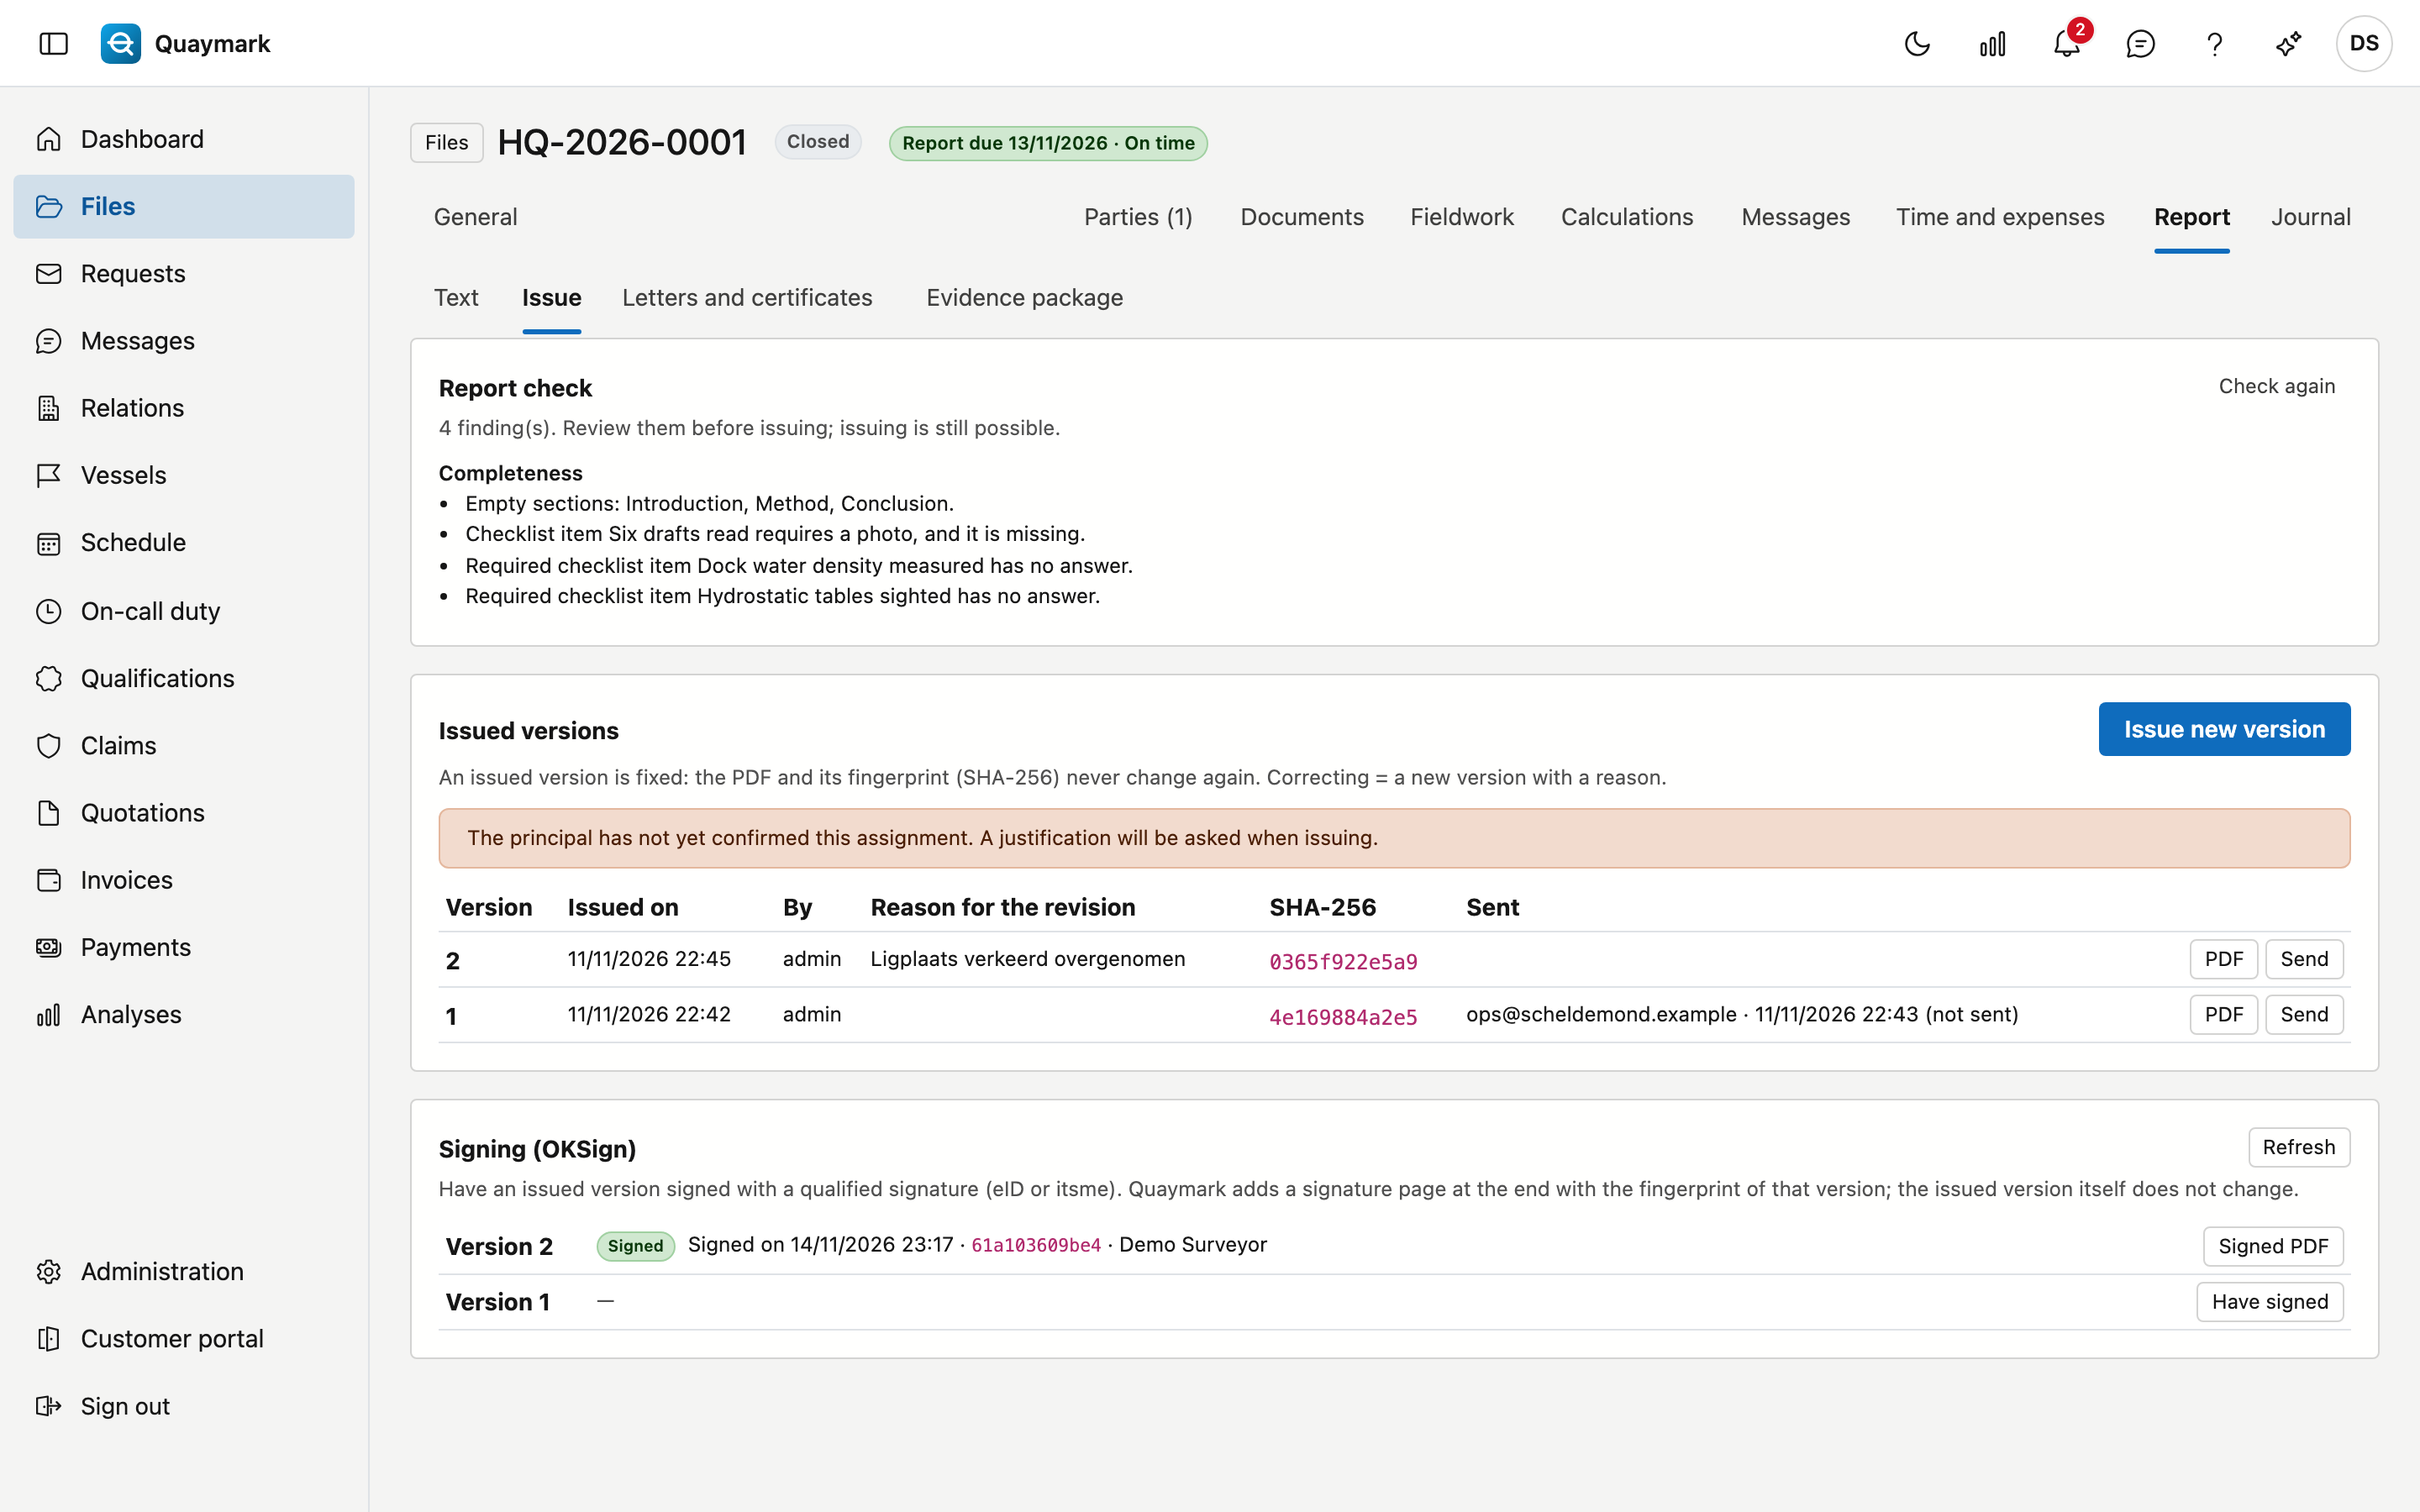 Quaymark
2
DS
Dashboard
Files
Requests
Messages
Relations
Vessels
Schedule
On-call duty
Qualifications
Claims
Quotations
Invoices
Payments
Analyses
Administration
Customer portal
Sign out
Files HQ-2026-0001 Closed Report due 13/11/2026 · On time
General Parties (1) Documents Fieldwork Calculations Messages Time and expenses Report Journal
Text Issue Letters and certificates Evidence package
Report check Check again
4 finding(s). Review them before issuing; issuing is still possible.
Completeness
• Empty sections: Introduction, Method, Conclusion.
• Checklist item Six drafts read requires a photo, and it is missing.
• Required checklist item Dock water density measured has no answer.
• Required checklist item Hydrostatic tables sighted has no answer.
Issued versions Issue new version
An issued version is fixed: the PDF and its fingerprint (SHA-256) never change again. Correcting = a new version with a reason.
The principal has not yet confirmed this assignment. A justification will be asked when issuing.
Version Issued on By Reason for the revision SHA-256 Sent
2 11/11/2026 22:45 admin Ligplaats verkeerd overgenomen 0365f922e5a9 PDF Send
1 11/11/2026 22:42 admin 4e169884a2e5 ops@scheldemond.example · 11/11/2026 22:43 (not sent) PDF Send
Signing (OKSign) Refresh
Have an issued version signed with a qualified signature (eID or itsme). Quaymark adds a signature page at the end with the fingerprint of that version; the issued version itself does not change.
Version 2 Signed Signed on 14/11/2026 23:17 · 61a103609be4 · Demo Surveyor Signed PDF
Version 1 — Have signed